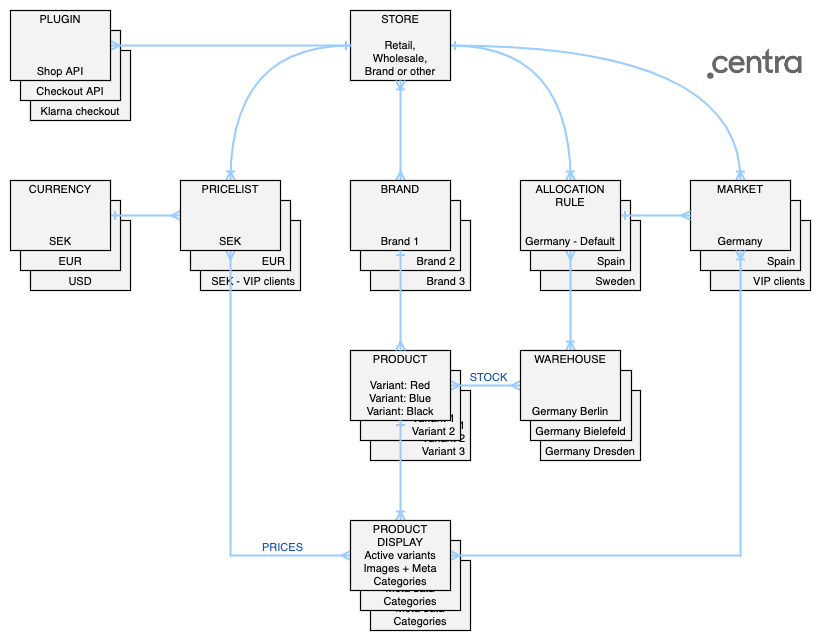 PLUGIN
Shop API
Checkout API
Klarna checkout
STORE
Retail,
Wholesale,
Brand or other
centra
CURRENCY
SEK
EUR
USD
PRICELIST
SEK
EUR
SEK - VIP clients
BRAND
Brand 1
Brand 2
Brand 3
ALLOCATION
RULE
Germany - Default
Spain
Sweden
MARKET
Germany
Spain
VIP clients
PRODUCT
Variant: Red
Variant: Blue
Variant: Black
Variant 2
Variant 3
STOCK
WAREHOUSE
Germany Berlin
Germany Bielefeld
Germany Dresden
PRICES
PRODUCT
DISPLAY
Active variants
Images + Meta
Categories
Categories
Categories